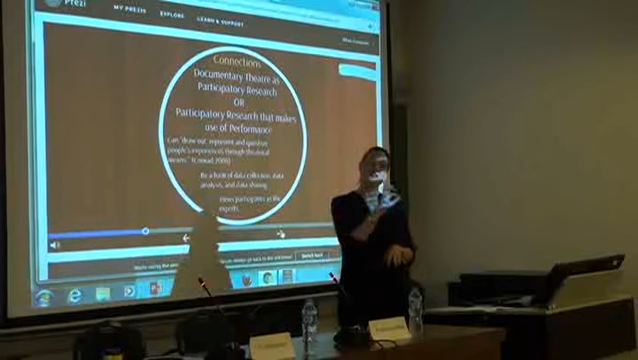 Prezi
MY PREZIS EXPLORE LEARN & SUPPORT
Connections
Documentary Theatre as
Participatory Research
OR
Participatory Research that makes
use of Performance
Can "draw out, represent and question
people's experiences through theatrical
means." 2008)
Be a form of data collection, data
analysis, and data sharing
participants as
experts.